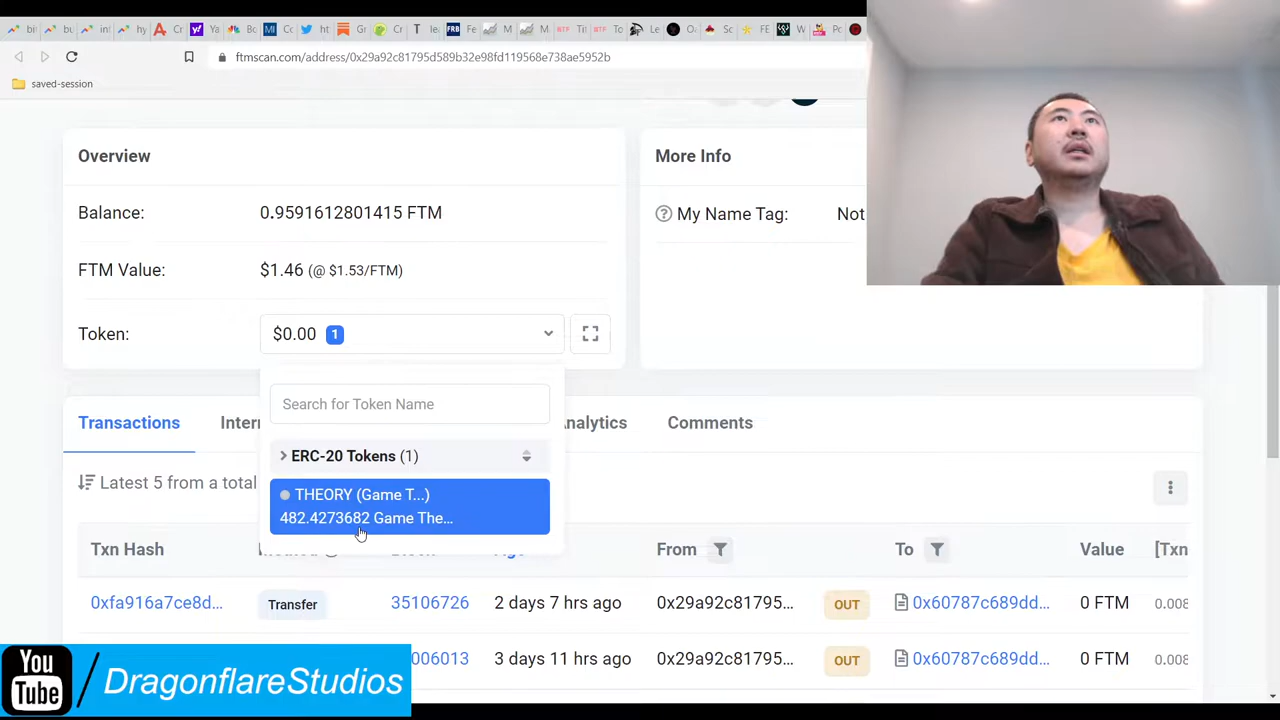 ftmscan.com/address/0x29a92c81795d589b32e98fd119568e738ae5952b
saved-session
Overview
Balance: 0.9591612801415 FTM
FTM Value: $1.46 (@ $1.53/FTM)
Token: $0.00 1
More Info
My Name Tag: Not
Search for Token Name
ERC-20 Tokens (1)
THEORY (Game T...)
482.4273682 Game The...
Transactions Inter nalytics Comments
Latest 5 from a total
Txn Hash From To Value [Txn
0xfa916a7ce8d... Transfer 35106726 2 days 7 hrs ago 0x29a92c81795... OUT 0x60787c689dd... 0 FTM 0.008
006013 3 days 11 hrs ago 0x29a92c81795... OUT 0x60787c689dd... 0 FTM 0.008
You
Tube
/ DragonflareStudios